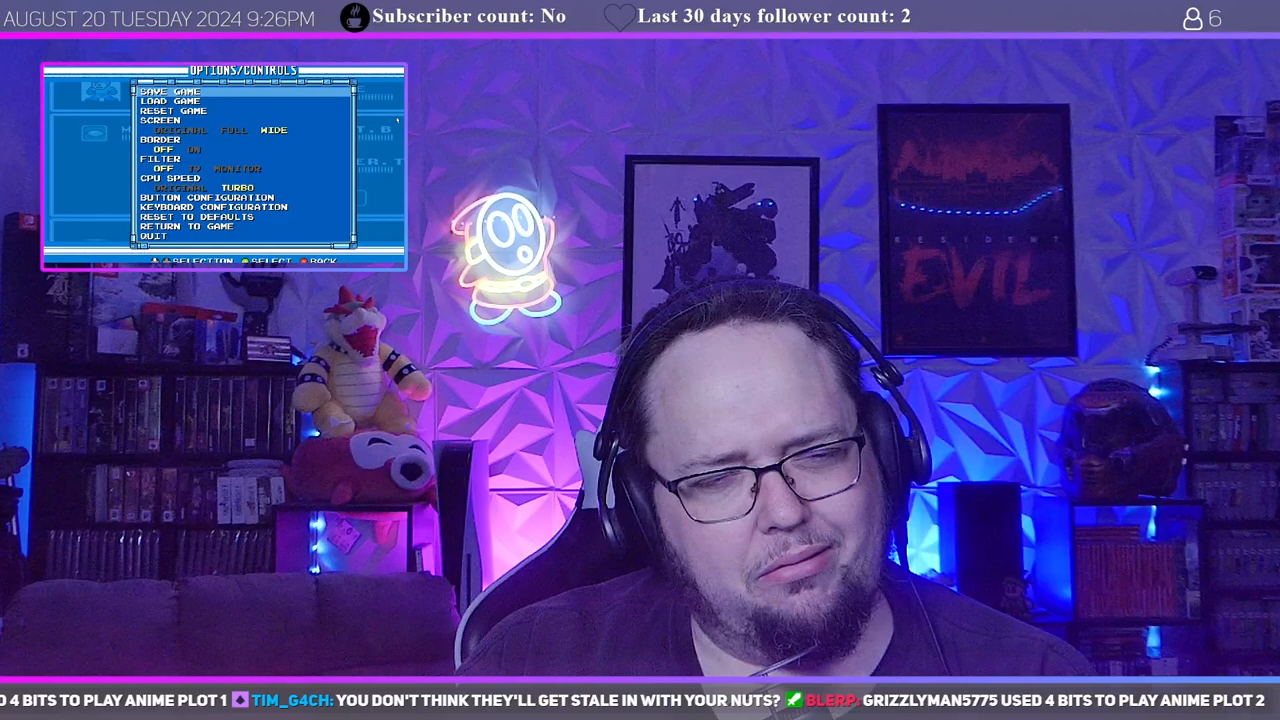 AUGUST 20 TUESDAY 2024 9:26PM
Subscriber count: No
Last 30 days follower count: 2
6
OPTIONS/CONTROLS
SAVE GAME
LOAD GAME
RESET GAME
SCREEN
ORIGINAL FULL WIDE
BORDER
OFF ON
FILTER
OFF TV MONITOR
CPU SPEED
ORIGINAL TURBO
BUTTON CONFIGURATION
KEYBOARD CONFIGURATION
RESET TO DEFAULTS
RETURN TO GAME
QUIT
SELECTION SELECT BACK
RESIDENT
EVIL
D 4 BITS TO PLAY ANIME PLOT 1 TIM_G4CH: YOU DON'T THINK THEY'LL GET STALE IN WITH YOUR NUTS? BLERP: GRIZZLYMAN5775 USED 4 BITS TO PLAY ANIME PLOT 2